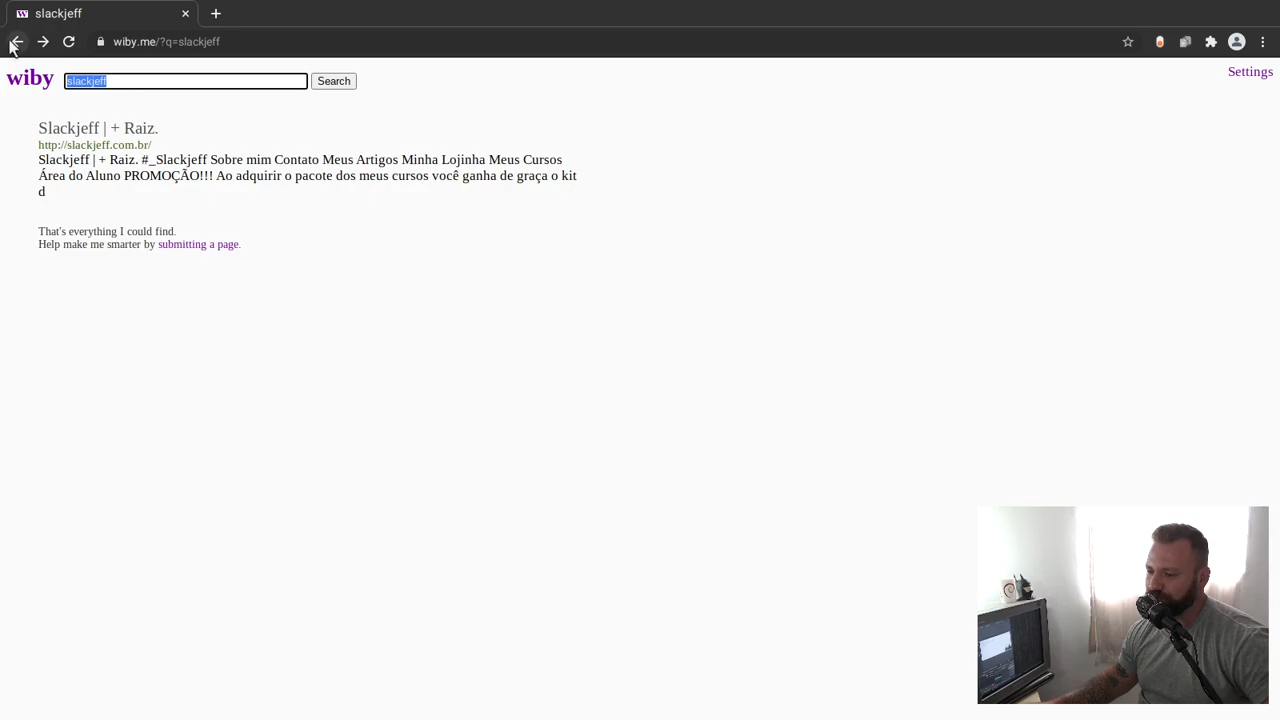 slackjeff
wiby.me/?q=slackjeff
wiby
slackjeff
Search
Settings
Slackjeff | + Raiz.
http://slackjeff.com.br/
Slackjeff | + Raiz. #_Slackjeff Sobre mim Contato Meus Artigos Minha Lojinha Meus Cursos
Área do Aluno PROMOÇÃO!!! Ao adquirir o pacote dos meus cursos você ganha de graça o kit
d
That's everything I could find.
Help make me smarter by submitting a page.